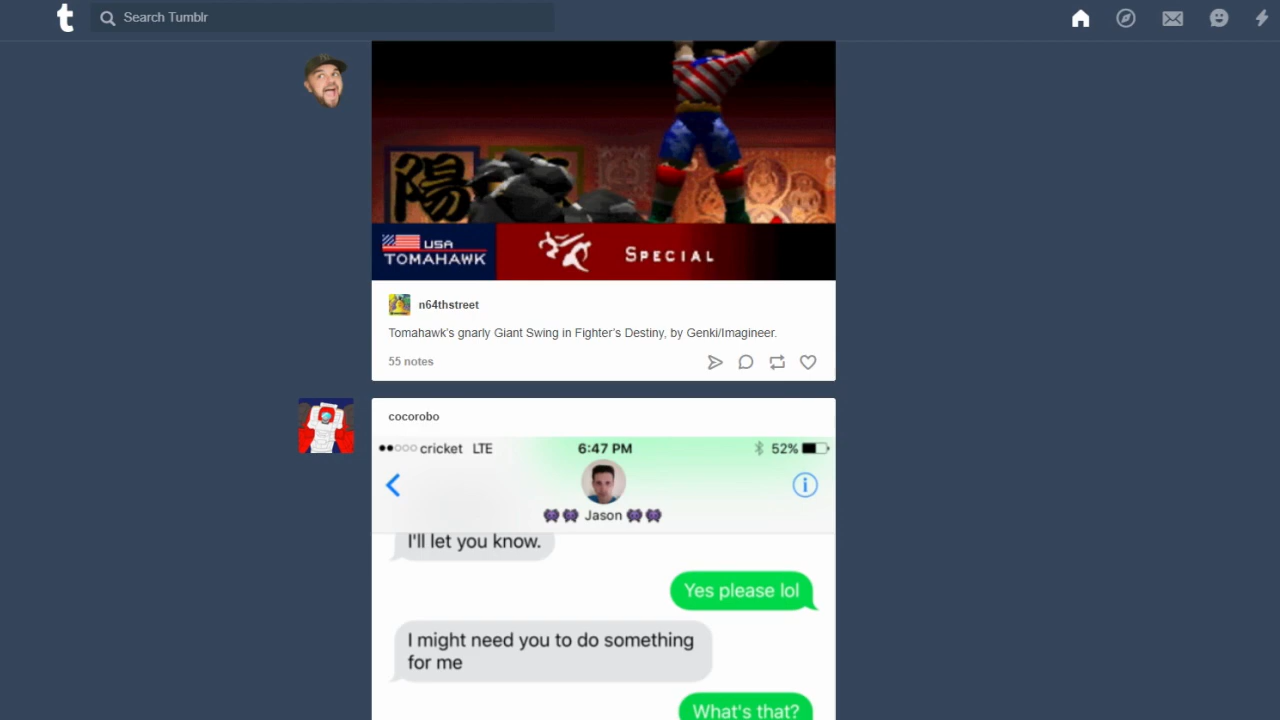 t
Search Tumblr
陽
USA
TOMAHAWK
SPECIAL
n64thstreet
Tomahawk's gnarly Giant Swing in Fighter's Destiny, by Genki/Imagineer.
55 notes
cocorobo
cricket LTE
6:47 PM
52%
👾👾 Jason 👾👾
I'll let you know.
Yes please lol
I might need you to do something
for me
What's that?